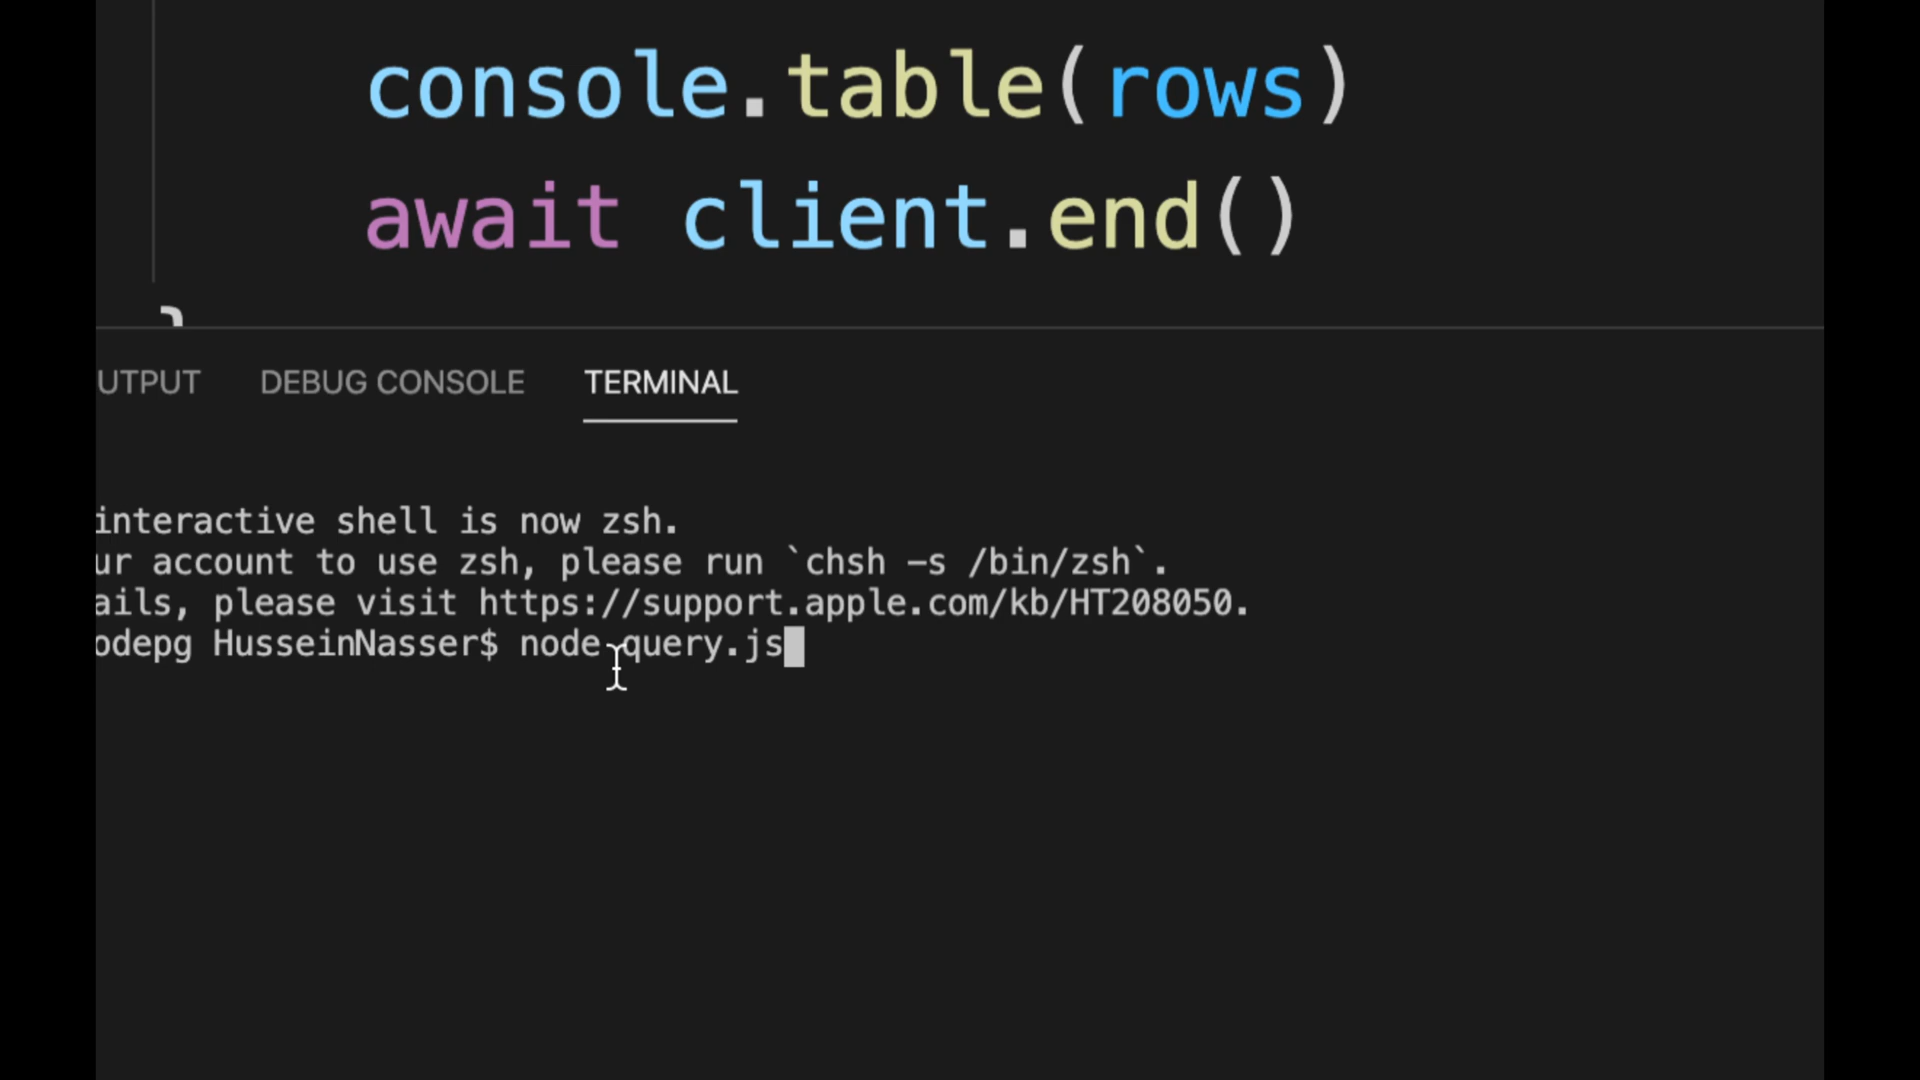 console.table(rows)
await client.end()
}
UTPUT DEBUG CONSOLE TERMINAL
interactive shell is now zsh.
ur account to use zsh, please run `chsh -s /bin/zsh`.
ails, please visit https://support.apple.com/kb/HT208050.
odepg HusseinNasser$ node query.js